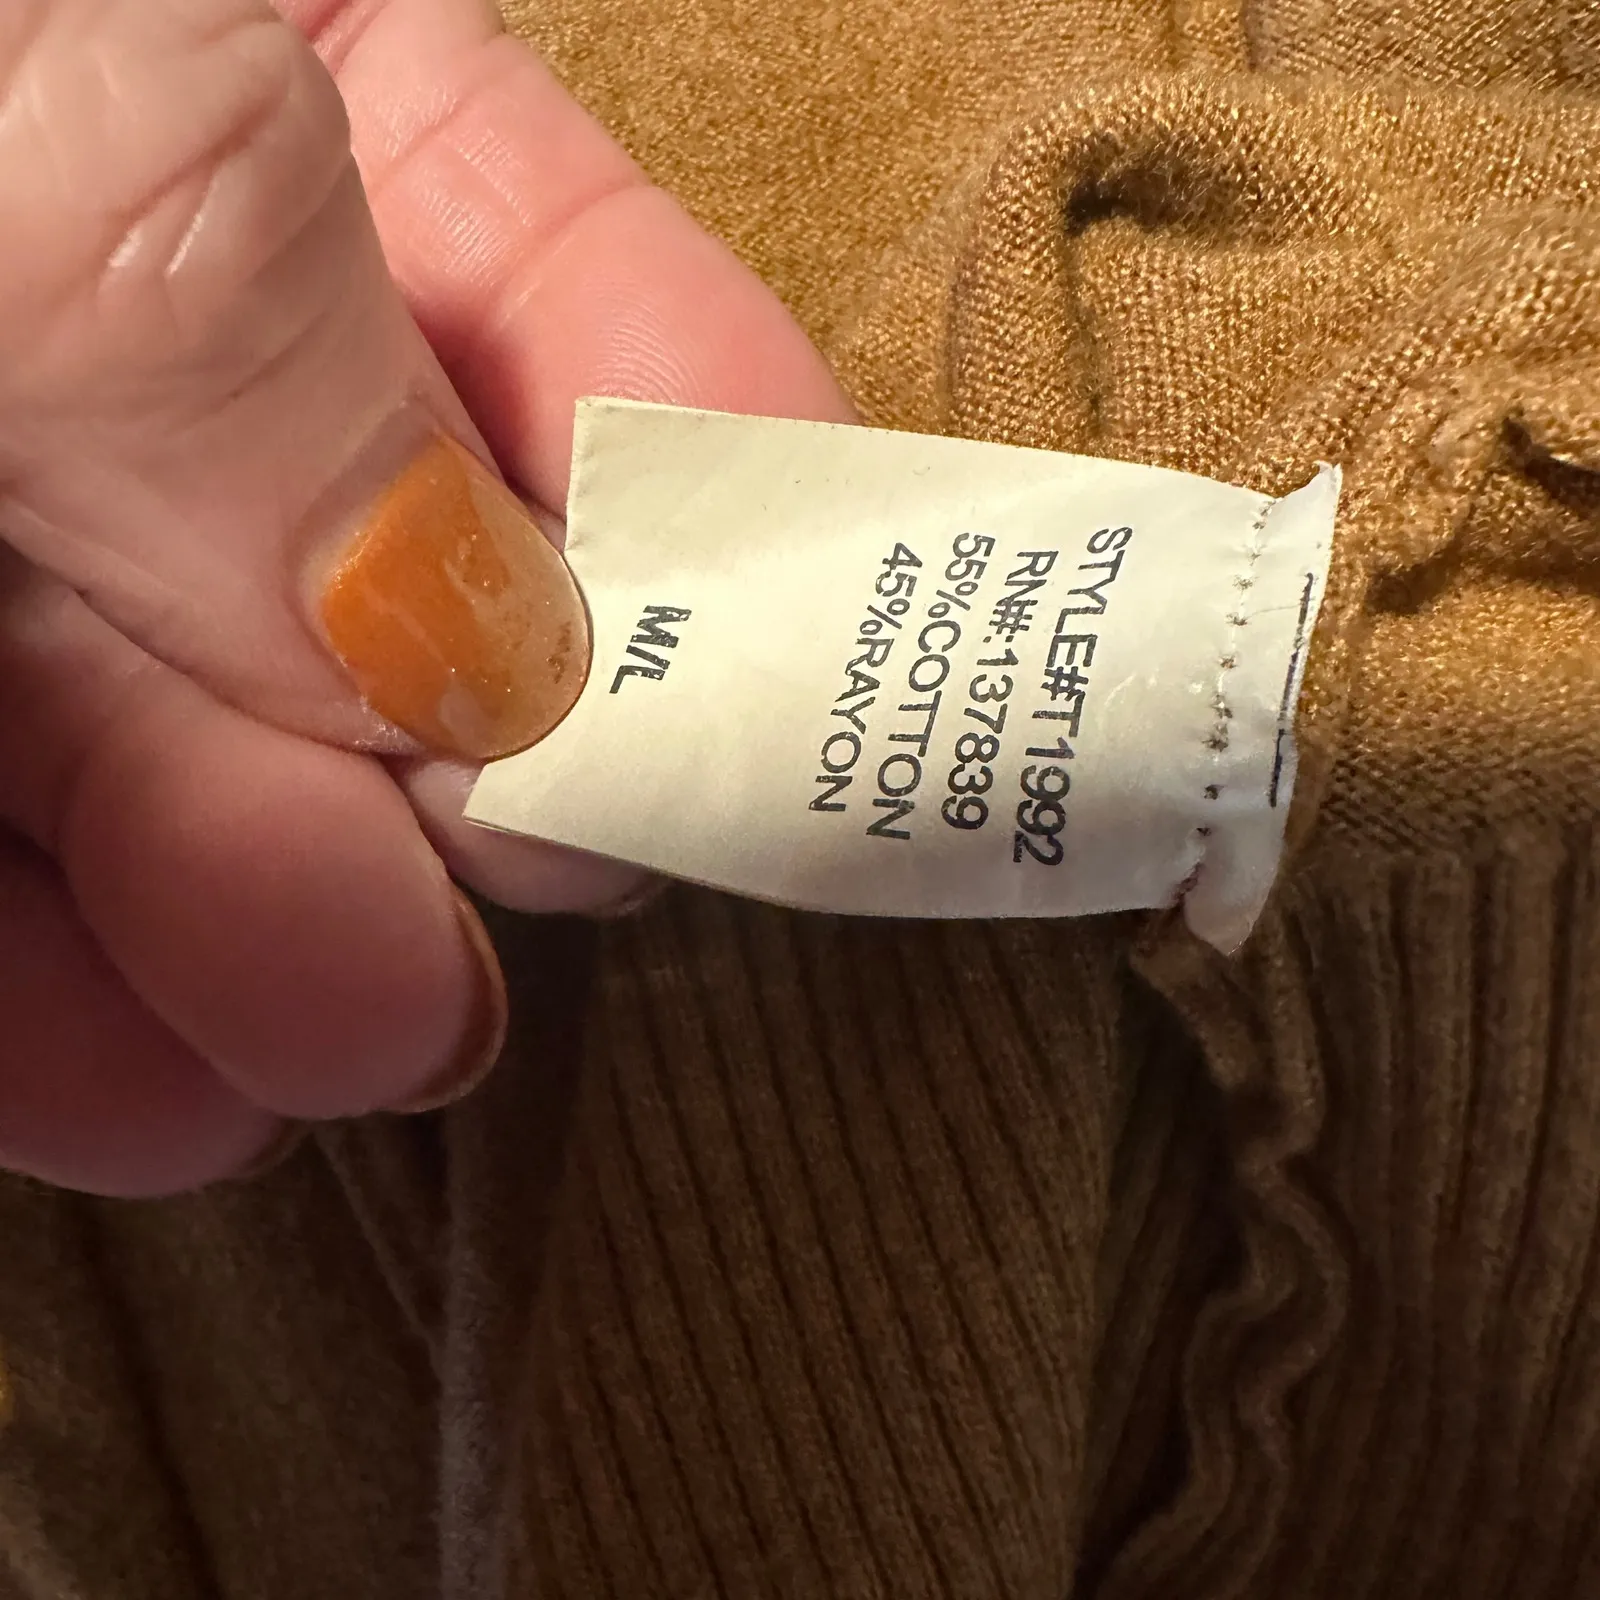 STYLE#T1992
RN#:137839
55%COTTON
45%RAYON
M/L